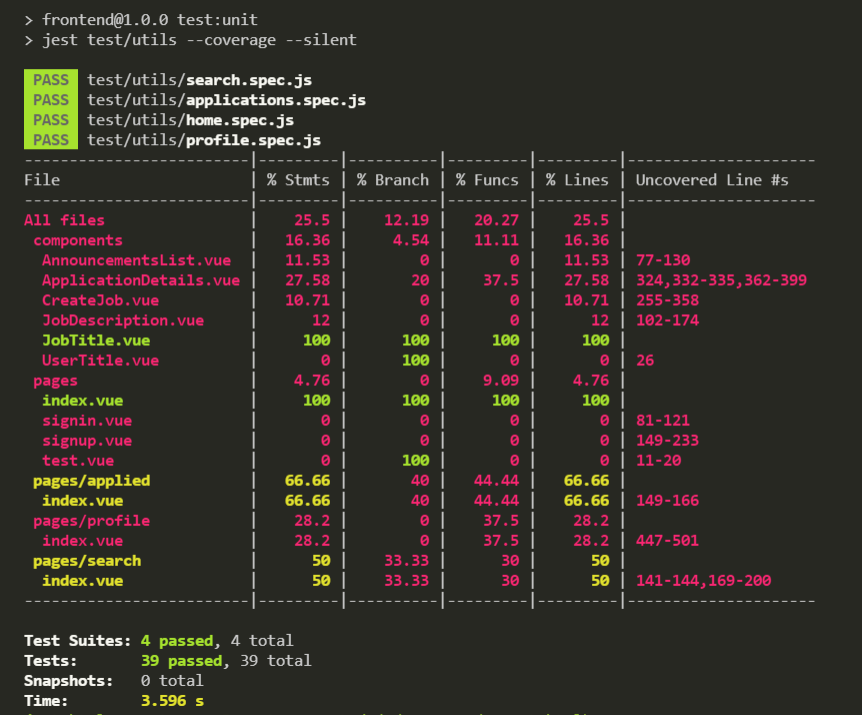 > frontend@1.0.0 test:unit
> jest test/utils --coverage --silent
PASS test/utils/search.spec.js
PASS test/utils/applications.spec.js
PASS test/utils/home.spec.js
PASS test/utils/profile.spec.js
-------------------------|---------|----------|---------|---------|---------------------
File                     | % Stmts | % Branch | % Funcs | % Lines | Uncovered Line #s
-------------------------|---------|----------|---------|---------|---------------------
All files                |    25.5 |    12.19 |   20.27 |    25.5 |
 components              |   16.36 |     4.54 |   11.11 |   16.36 |
  AnnouncementsList.vue  |   11.53 |        0 |       0 |   11.53 | 77-130
  ApplicationDetails.vue |   27.58 |       20 |    37.5 |   27.58 | 324,332-335,362-399
  CreateJob.vue          |   10.71 |        0 |       0 |   10.71 | 255-358
  JobDescription.vue     |      12 |        0 |       0 |      12 | 102-174
  JobTitle.vue           |     100 |      100 |     100 |     100 |
  UserTitle.vue          |       0 |      100 |       0 |       0 | 26
 pages                   |    4.76 |        0 |    9.09 |    4.76 |
  index.vue              |     100 |      100 |     100 |     100 |
  signin.vue             |       0 |        0 |       0 |       0 | 81-121
  signup.vue             |       0 |        0 |       0 |       0 | 149-233
  test.vue               |       0 |      100 |       0 |       0 | 11-20
 pages/applied           |   66.66 |       40 |   44.44 |   66.66 |
  index.vue              |   66.66 |       40 |   44.44 |   66.66 | 149-166
 pages/profile           |    28.2 |        0 |    37.5 |    28.2 |
  index.vue              |    28.2 |        0 |    37.5 |    28.2 | 447-501
 pages/search            |      50 |    33.33 |      30 |      50 |
  index.vue              |      50 |    33.33 |      30 |      50 | 141-144,169-200
-------------------------|---------|----------|---------|---------|---------------------
Test Suites: 4 passed, 4 total
Tests:       39 passed, 39 total
Snapshots:   0 total
Time:        3.596 s